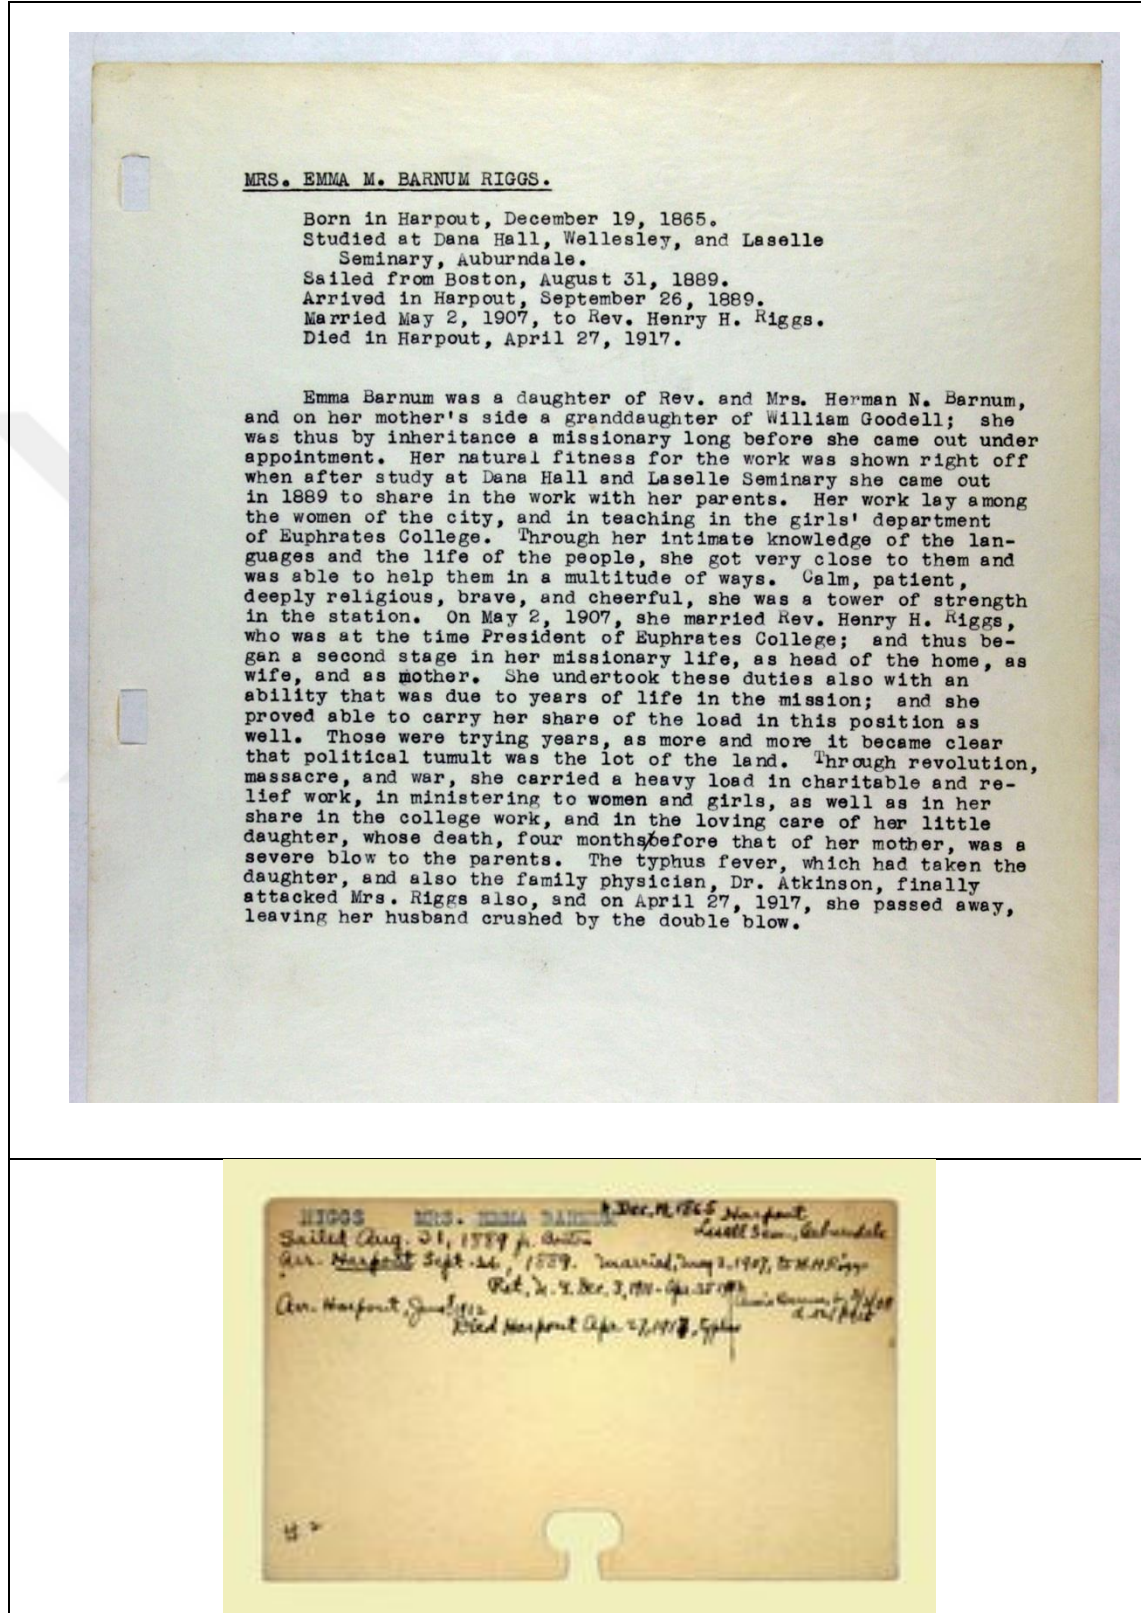 MRS. EMMA M. BARNUM RIGGS.
Born in Harpout, December 19, 1865.
Studied at Dana Hall, Wellesley, and Laselle
Seminary, Auburndale.
Sailed from Boston, August 31, 1889.
Arrived in Harpout, September 26, 1889.
Married May 2, 1907, to Rev. Henry H. Riggs.
Died in Harpout, April 27, 1917.
Emma Barnum was a daughter of Rev. and Mrs. Herman N. Barnum,
and on her mother's side a granddaughter of William Goodell; she
was thus by inheritance a missionary long before she came out under
appointment. Her natural fitness for the work was shown right off
when after study at Dana Hall and Laselle Seminary she came out
in 1889 to share in the work with her parents. Her work lay among
the women of the city, and in teaching in the girls' department
of Euphrates College. Through her intimate knowledge of the lan-
guages and the life of the people, she got very close to them and
was able to help them in a multitude of ways. Calm, patient,
deeply religious, brave, and cheerful, she was a tower of strength
in the station. On May 2, 1907, she married Rev. Henry H. Riggs,
who was at the time President of Euphrates College; and thus be-
gan a second stage in her missionary life, as head of the home, as
wife, and as mother. She undertook these duties also with an
ability that was due to years of life in the mission; and she
proved able to carry her share of the load in this position as
well. Those were trying years, as more and more it became clear
that political tumult was the lot of the land. Through revolution,
massacre, and war, she carried a heavy load in charitable and re-
lief work, in ministering to women and girls, as well as in her
share in the college work, and in the loving care of her little
daughter, whose death, four months/before that of her mother, was a
severe blow to the parents. The typhus fever, which had taken the
daughter, and also the family physician, Dr. Atkinson, finally
attacked Mrs. Riggs also, and on April 27, 1917, she passed away,
leaving her husband crushed by the double blow.
RIGGS MRS. EMMA BARNUM Dec. 19, 1865 Harpout
Sailed Aug. 31, 1889 Boston Lasell Sem., Auburndale
Arr. Harpout Sept. 26, 1889. Married, May 2, 1907, to H.H. Riggs
Ret. N.Y. Dec. 3, 1911 - Apr.
Arr. Harpout, June 1912
Died Harpout Apr. 27, 1917, typhus